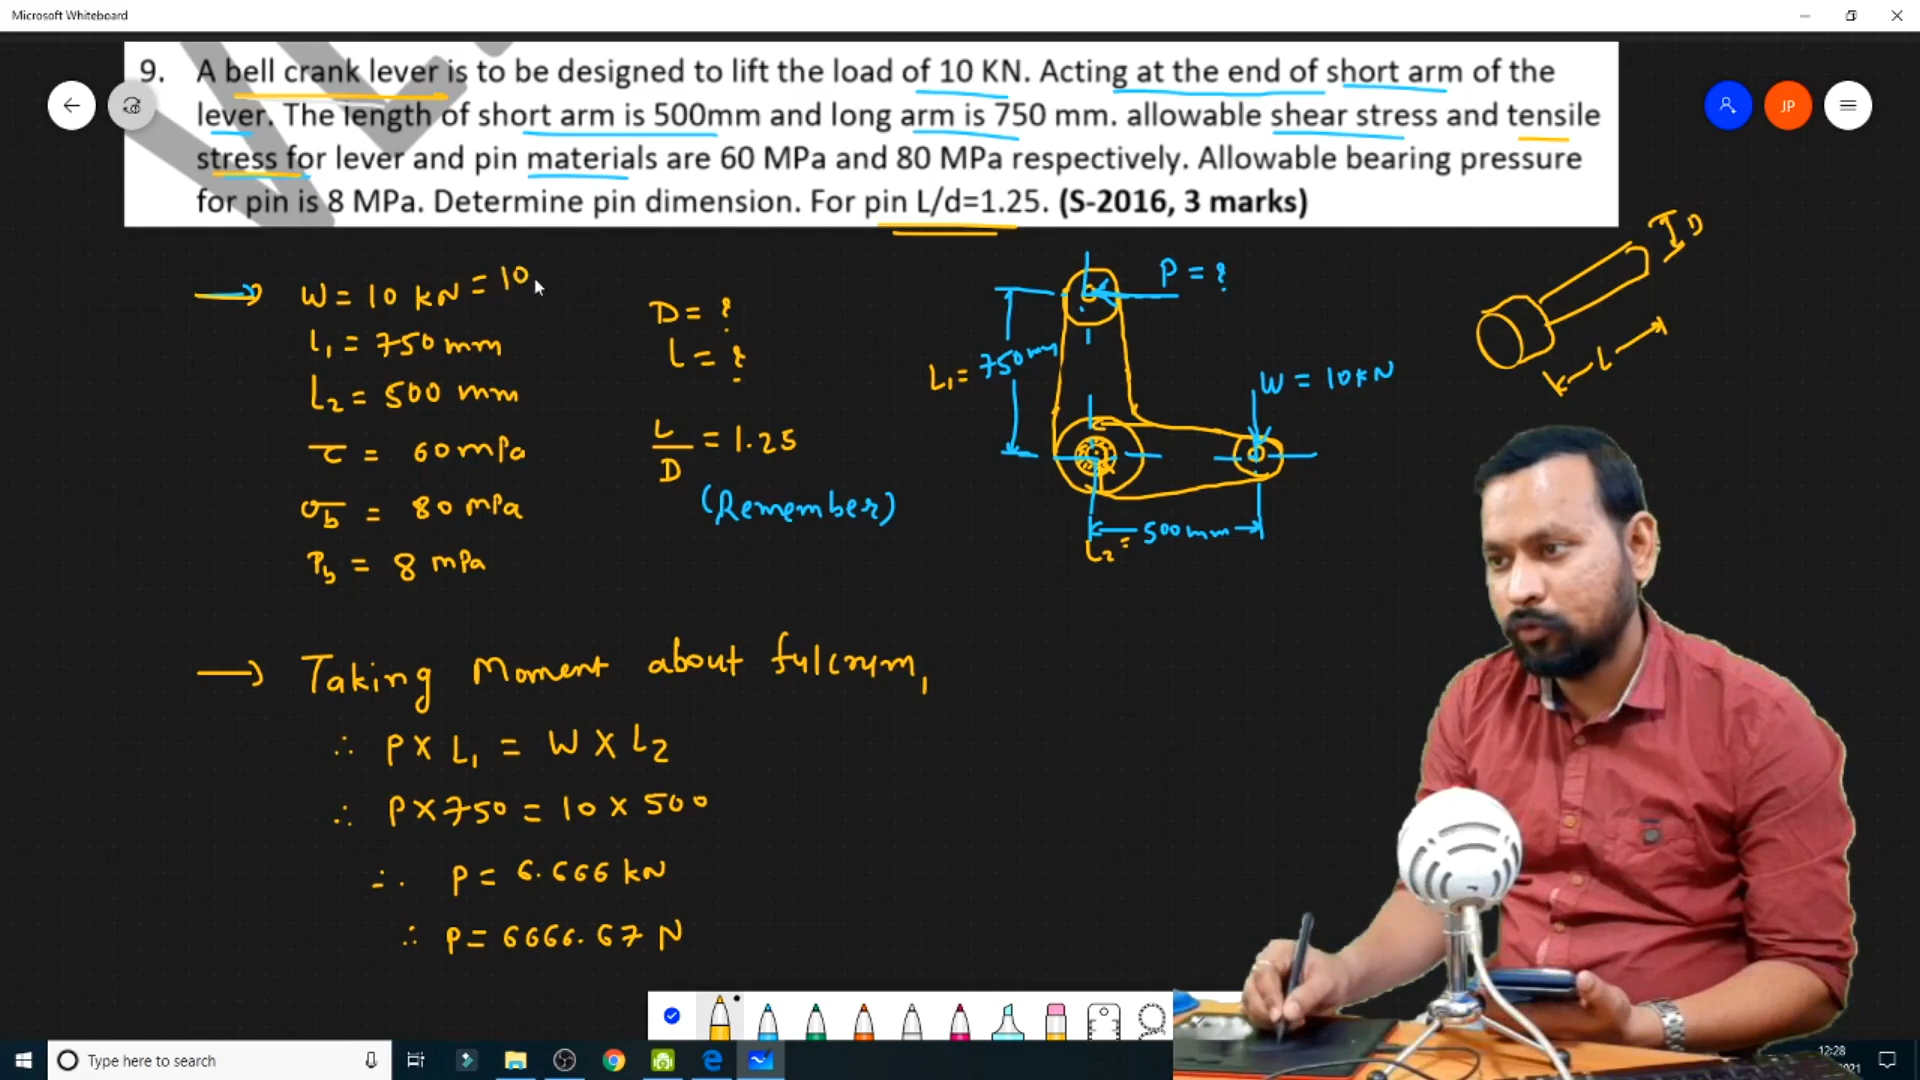 Microsoft Whiteboard
9. A bell crank lever is to be designed to lift the load of 10 KN. Acting at the end of short arm of the
lever. The length of short arm is 500mm and long arm is 750 mm. allowable shear stress and tensile
stress for lever and pin materials are 60 MPa and 80 MPa respectively. Allowable bearing pressure
for pin is 8 MPa. Determine pin dimension. For pin L/d=1.25. (S-2016, 3 marks)
JP
W = 10 kN = 10
L1 = 750 mm
L2 = 500 mm
τ = 60 mPa
σb = 80 mPa
Pb = 8 mPa
D = ?
l = ?
L/D = 1.25
(Remember)
P = ?
L1 = 750 mm
W = 10 kN
L2 = 500 mm
D
L
→ Taking Moment about fulcrum,
∴ P X L1 = W X L2
∴ P X 750 = 10 X 500
∴ P = 6.666 kN
∴ P = 6666.67 N
Type here to search
12:28